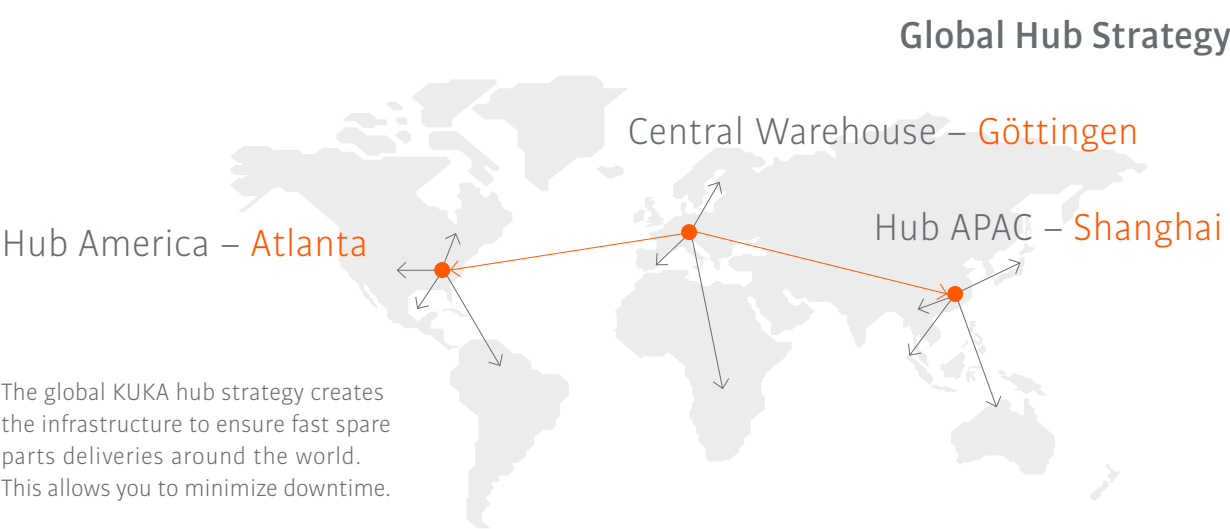 Global Hub Strategy
Central Warehouse – Göttingen
Hub APAC – Shanghai
Hub America – Atlanta
The global KUKA hub strategy creates
the infrastructure to ensure fast spare
parts deliveries around the world.
This allows you to minimize downtime.